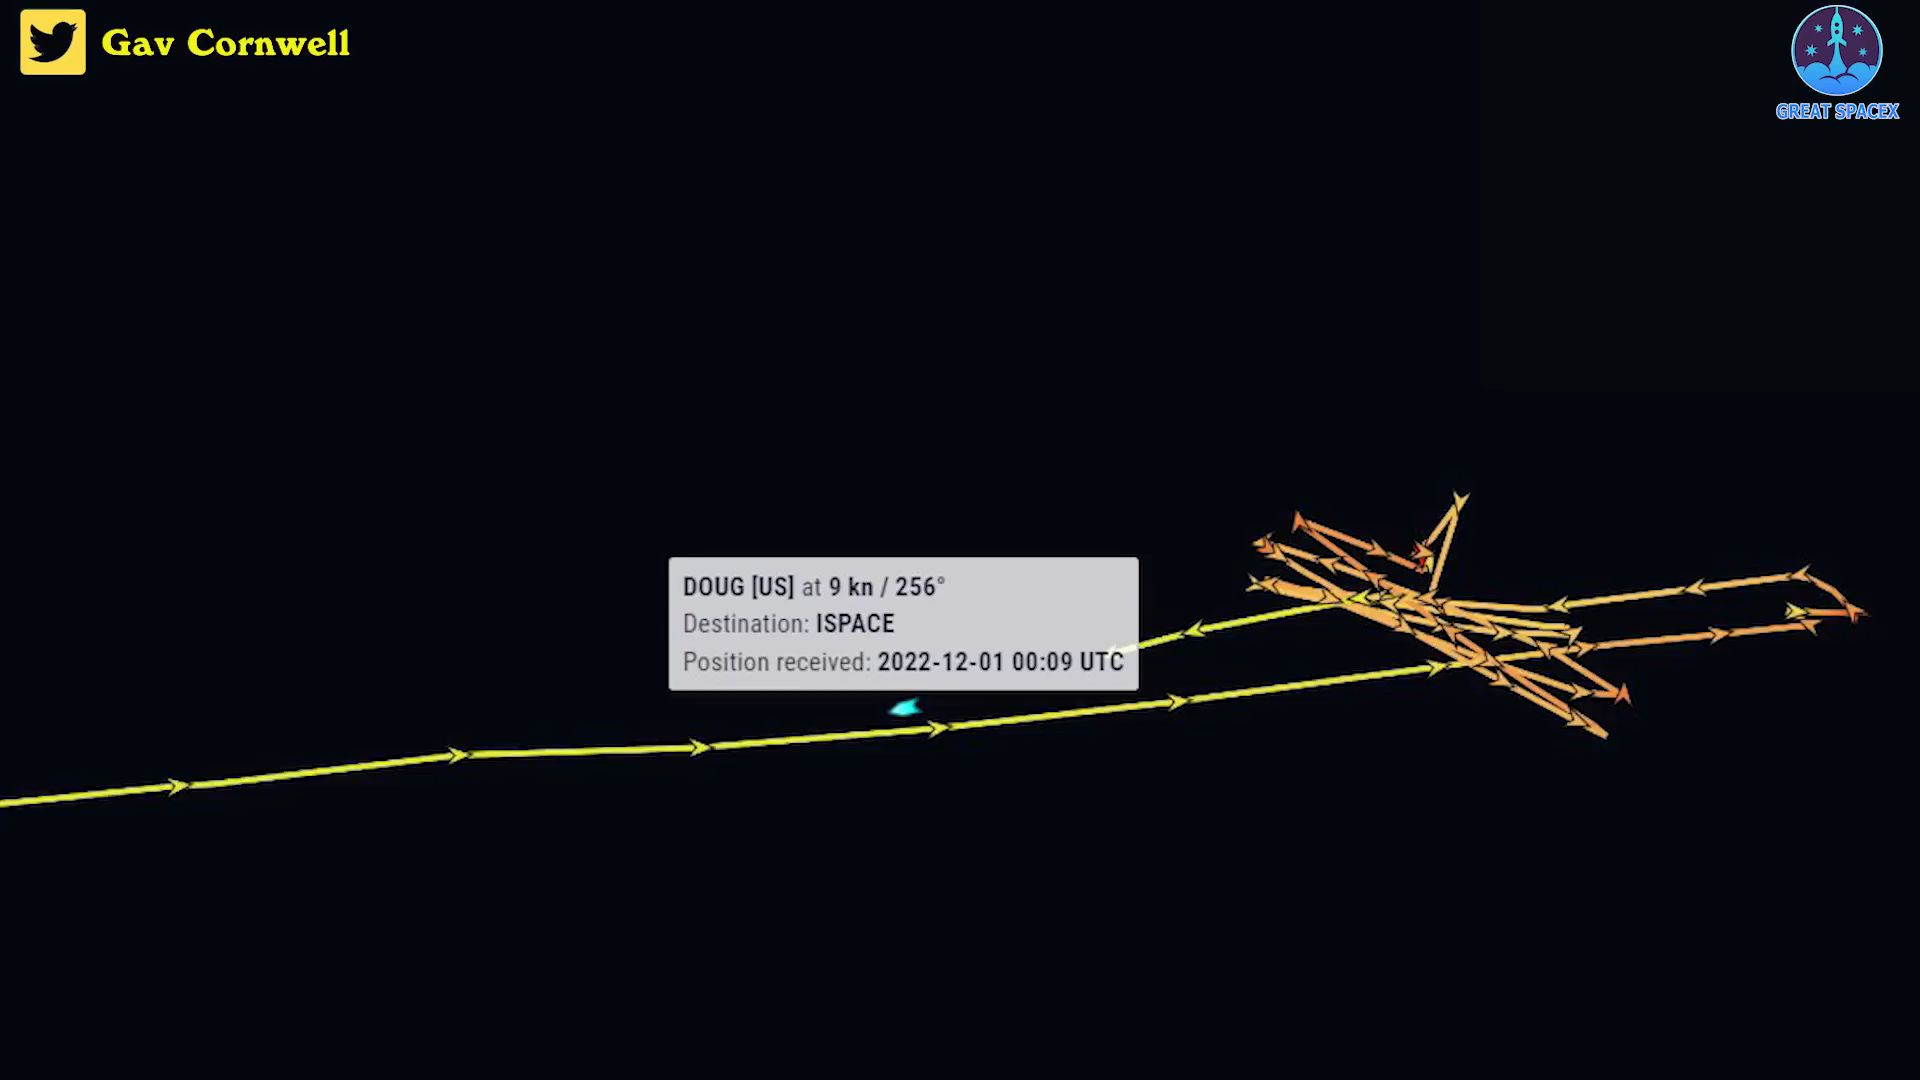 Gav Cornwell
GREAT SPACEX
DOUG [US] at 9 kn / 256°
Destination: ISPACE
Position received: 2022-12-01 00:09 UTC